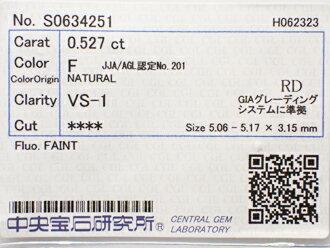 No. S0634251 H062323
Carat 0.527 ct
Color F JJA/AGL認定No.201
ColorOrigin NATURAL
Clarity VS-1 RD
GIAグレーディング
システムに準拠
Cut ****
Size 5.06 - 5.17 × 3.15 mm
Fluo. FAINT
中央宝石研究所® CENTRAL GEM
LABORATORY